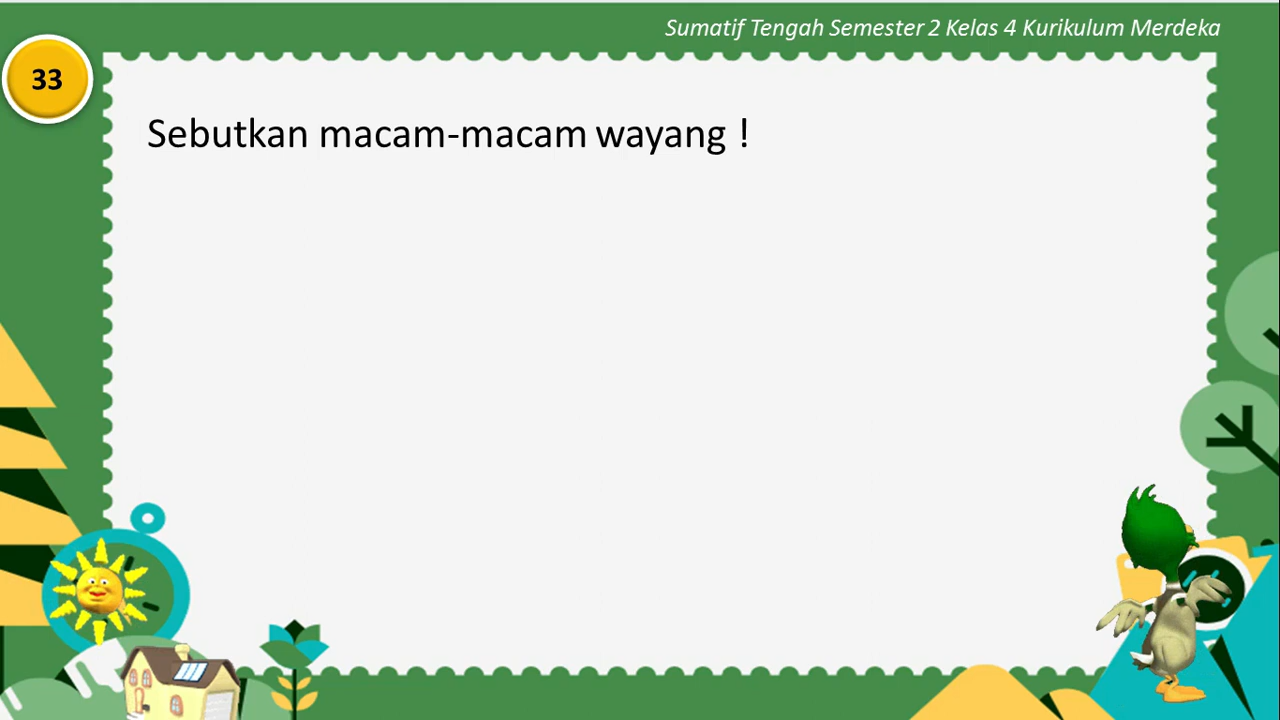 Sumatif Tengah Semester 2 Kelas 4 Kurikulum Merdeka
33
Sebutkan macam-macam wayang !